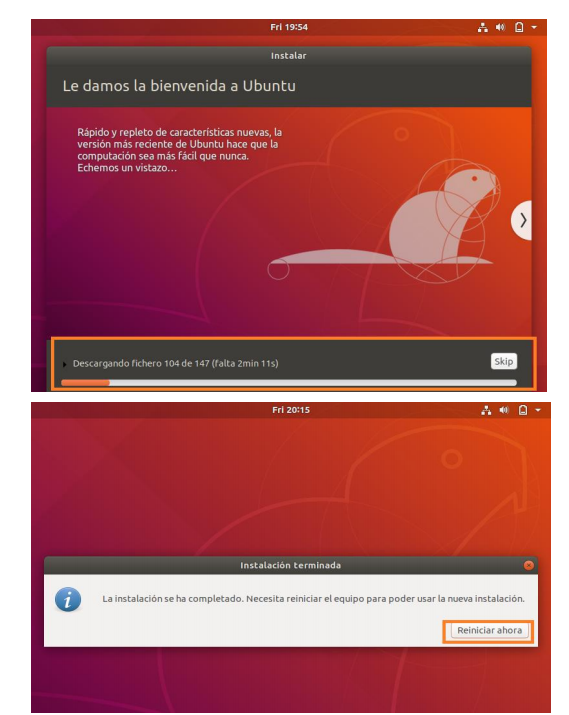 Fri 19:54
Instalar
Le damos la bienvenida a Ubuntu
Rápido y repleto de características nuevas, la
versión más reciente de Ubuntu hace que la
computación sea más fácil que nunca.
Echemos un vistazo...
Descargando fichero 104 de 147 (falta 2min 11s)
Skip
Fri 20:15
Instalación terminada
La instalación se ha completado. Necesita reiniciar el equipo para poder usar la nueva instalación.
Reiniciar ahora